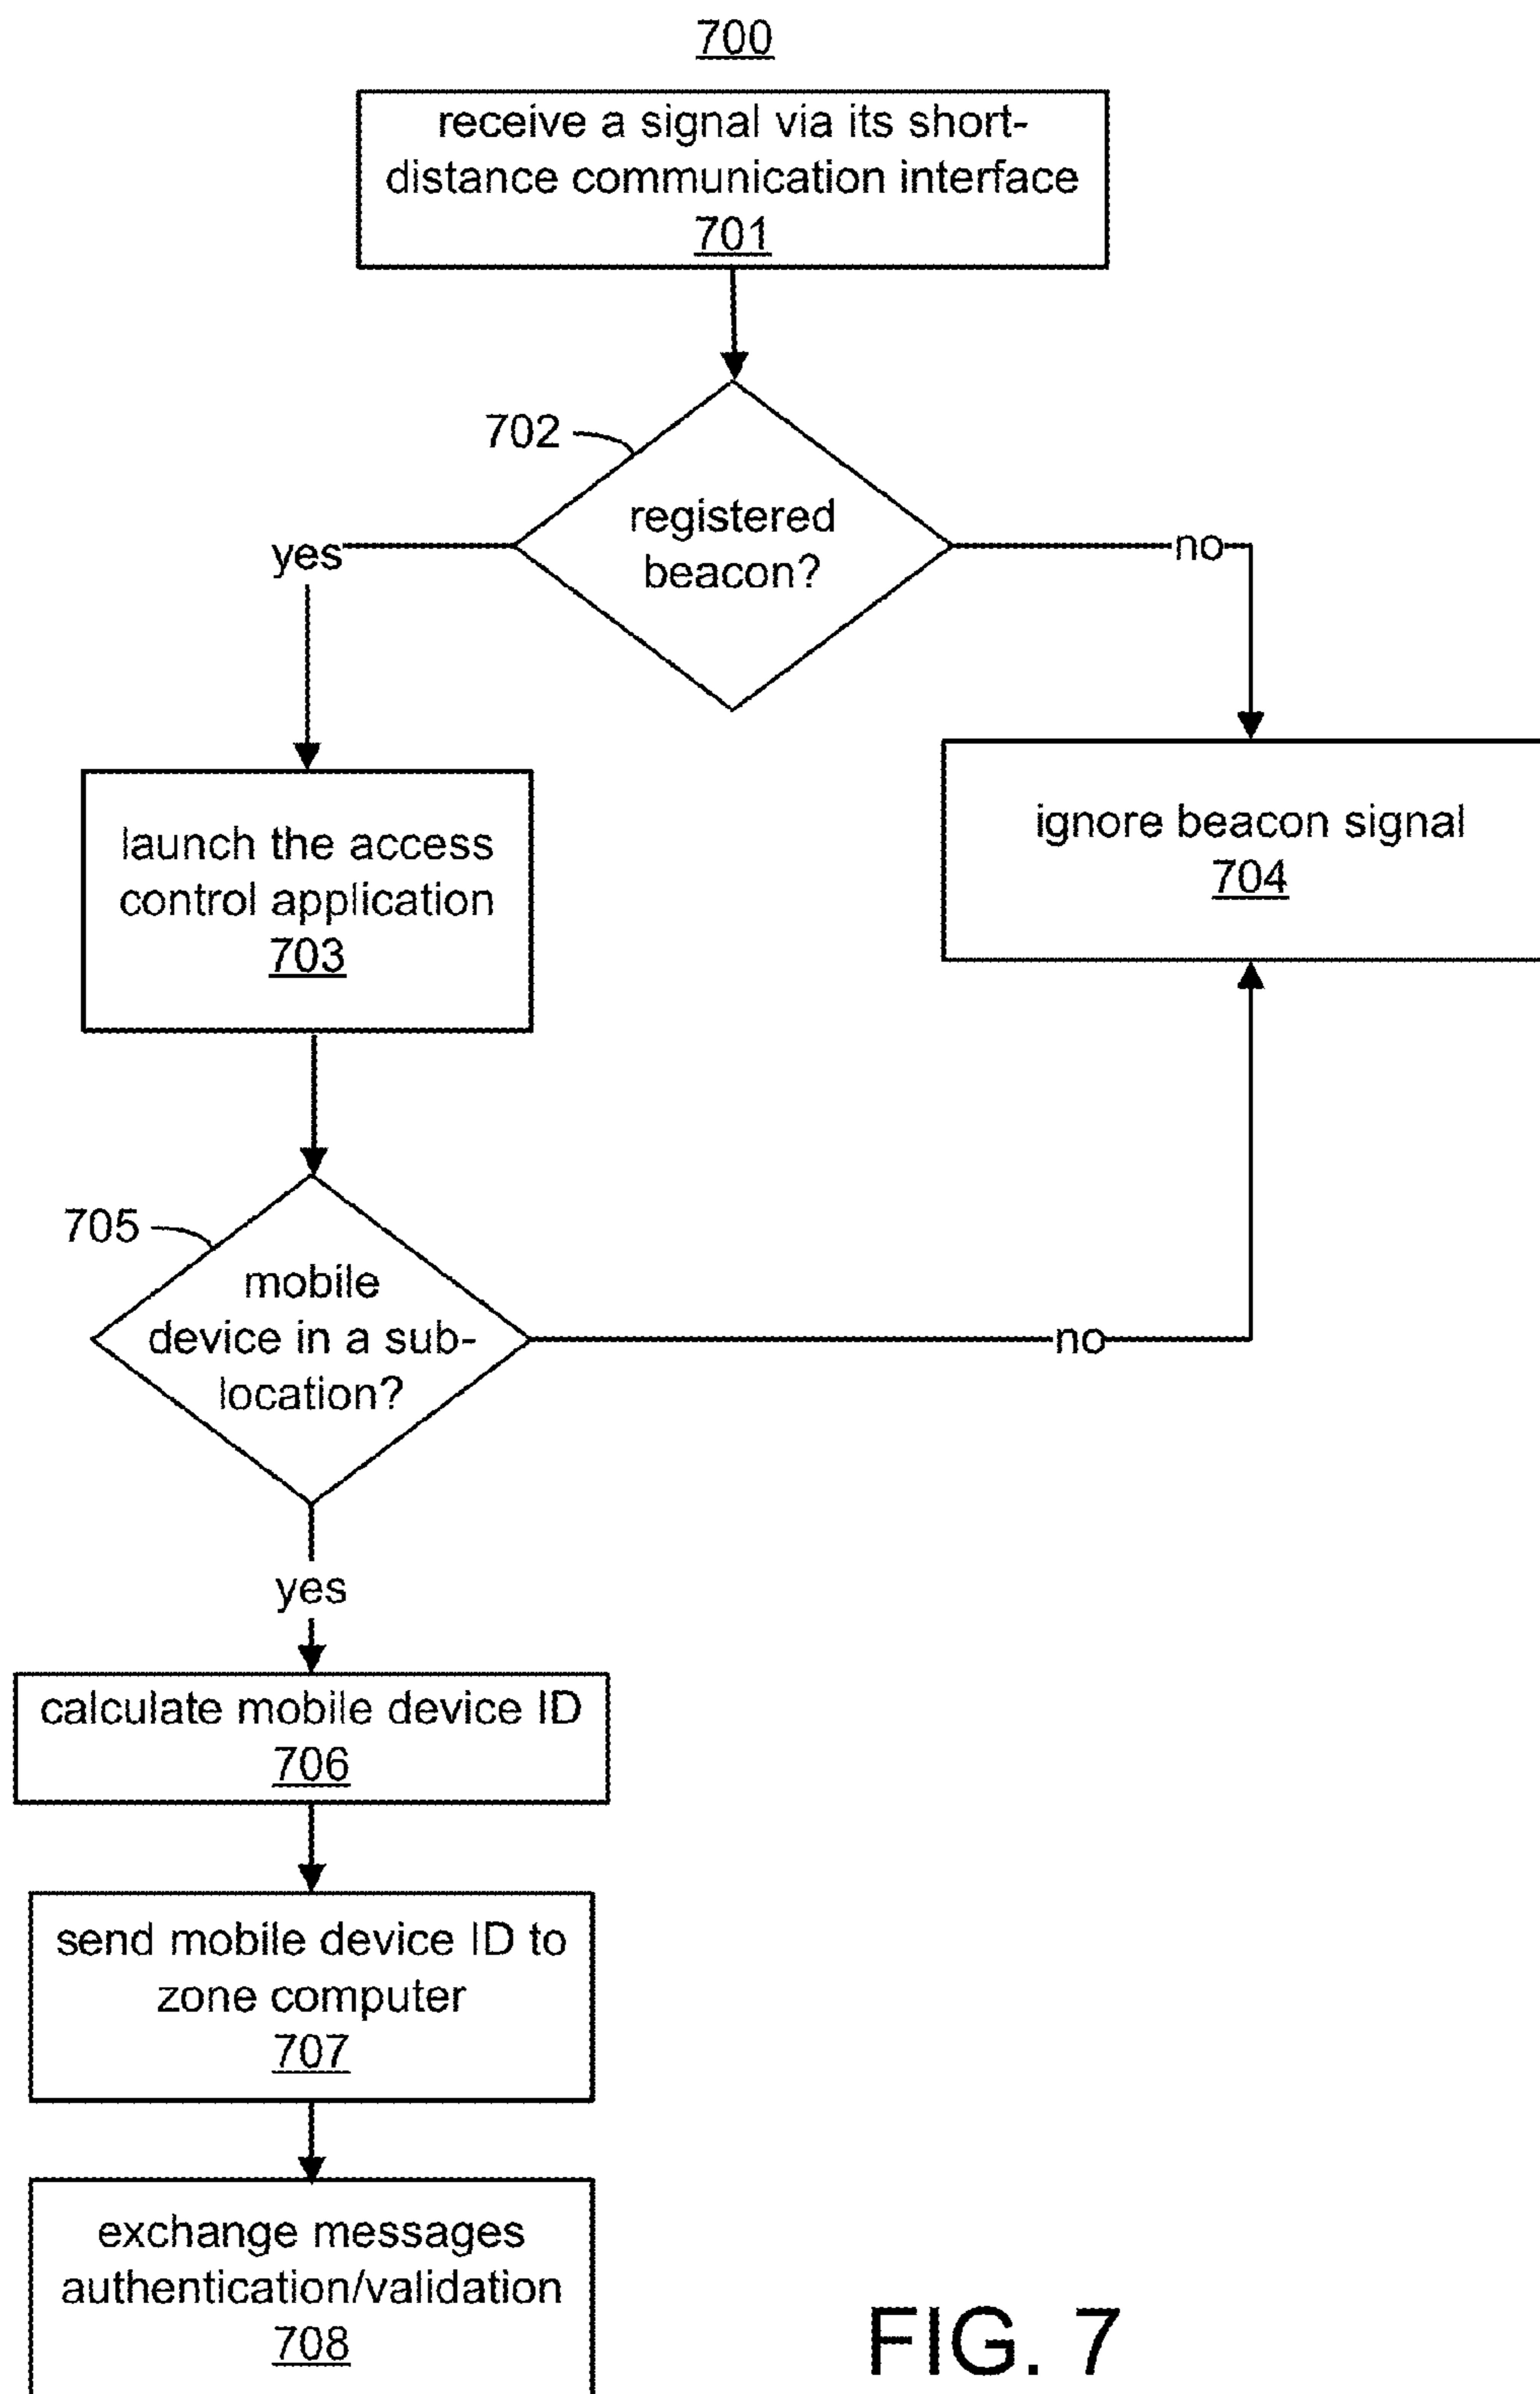 700
receive a signal via its short-
distance communication interface
701
702
registered
beacon?
yes
no
launch the access
control application
703
ignore beacon signal
704
705
mobile
device in a sub-
location?
no
yes
calculate mobile device ID
706
send mobile device ID to
zone computer
707
exchange messages
authentication/validation
708
FIG. 7